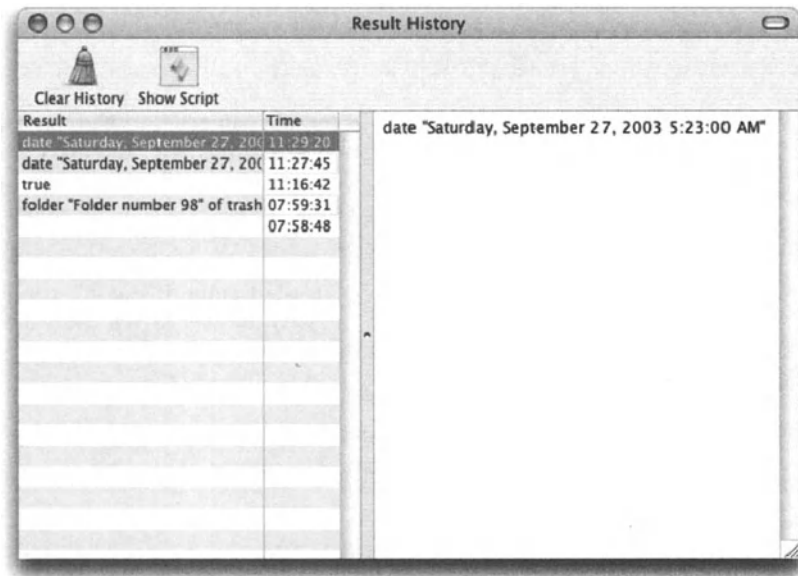 Result History
Clear History Show Script
Result Time
date "Saturday, September 27, 200 11:29:20
date "Saturday, September 27, 200 11:27:45
true 11:16:42
folder "Folder number 98" of trash 07:59:31
07:58:48
date "Saturday, September 27, 2003 5:23:00 AM"